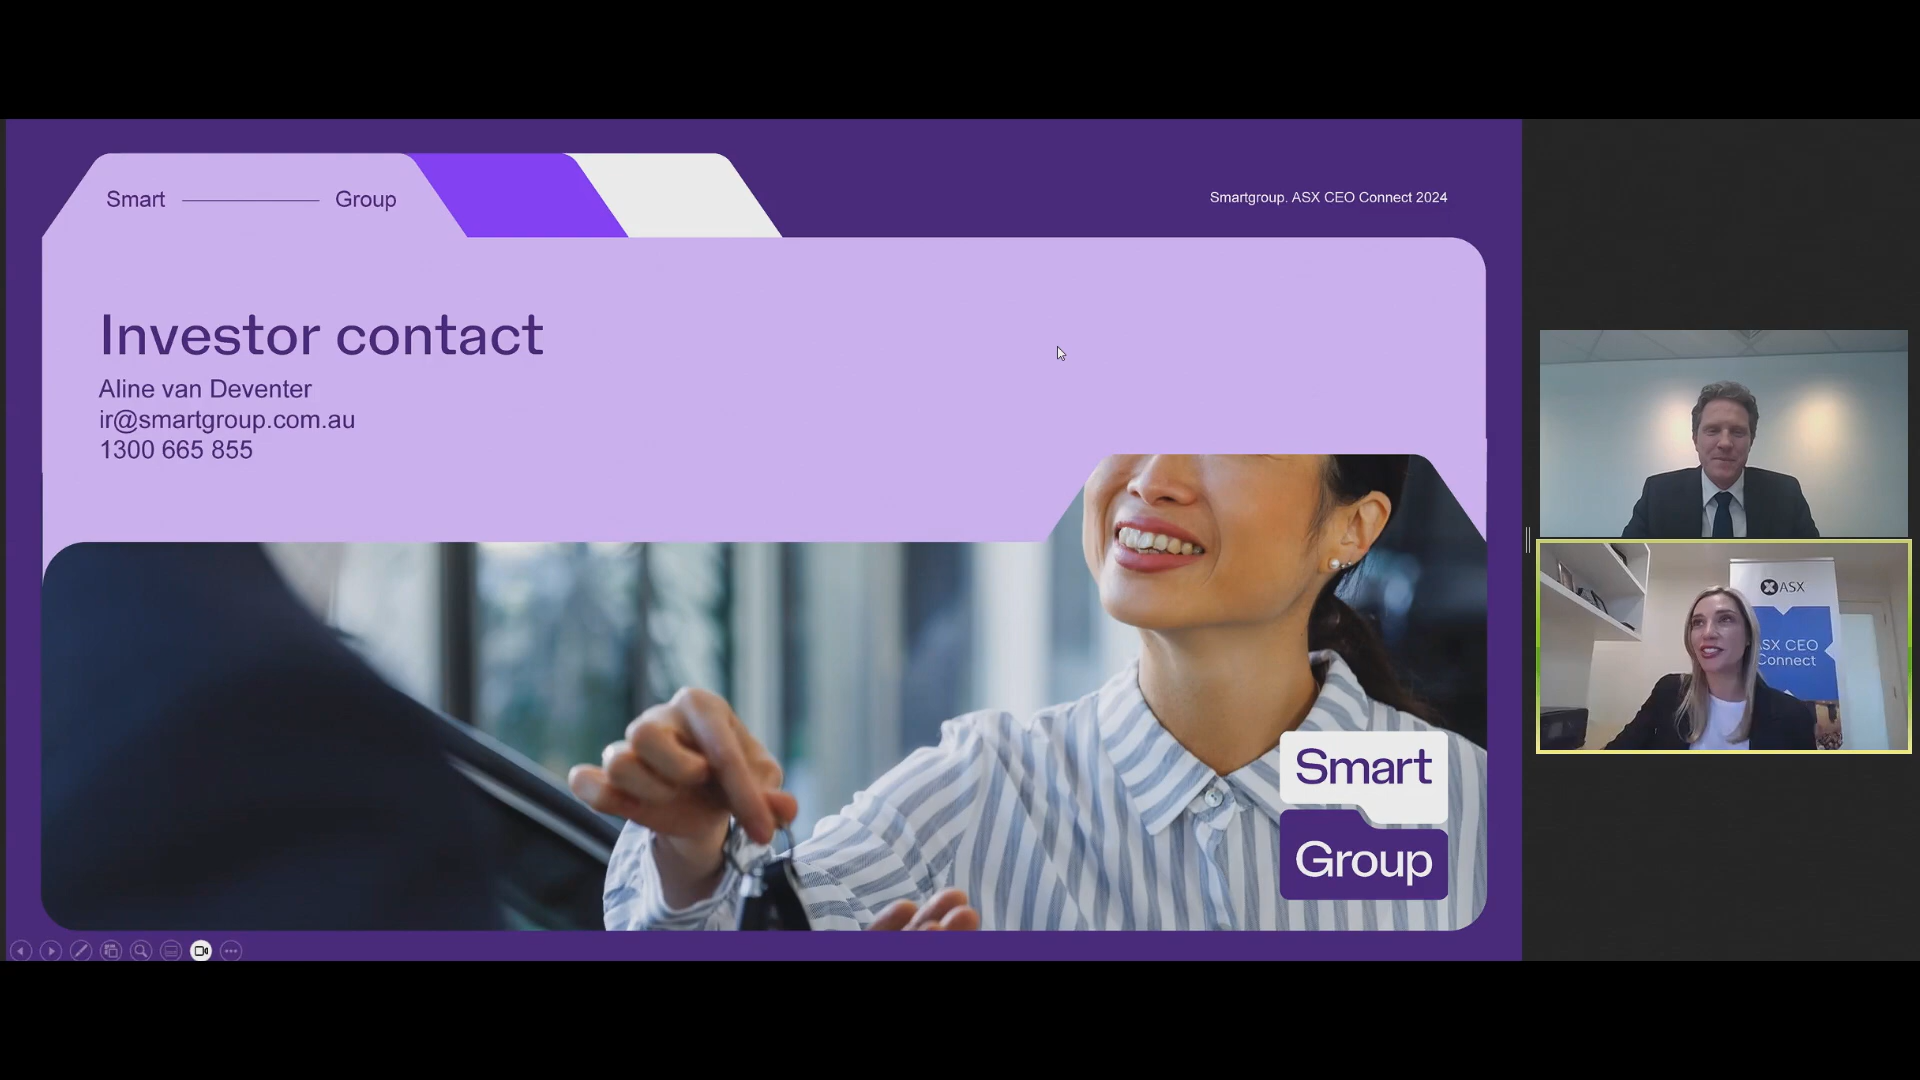 Smart Group
Smartgroup. ASX CEO Connect 2024
Investor contact
Aline van Deventer
ir@smartgroup.com.au
1300 665 855
Smart
Group
ASX
SX CEO
Connect